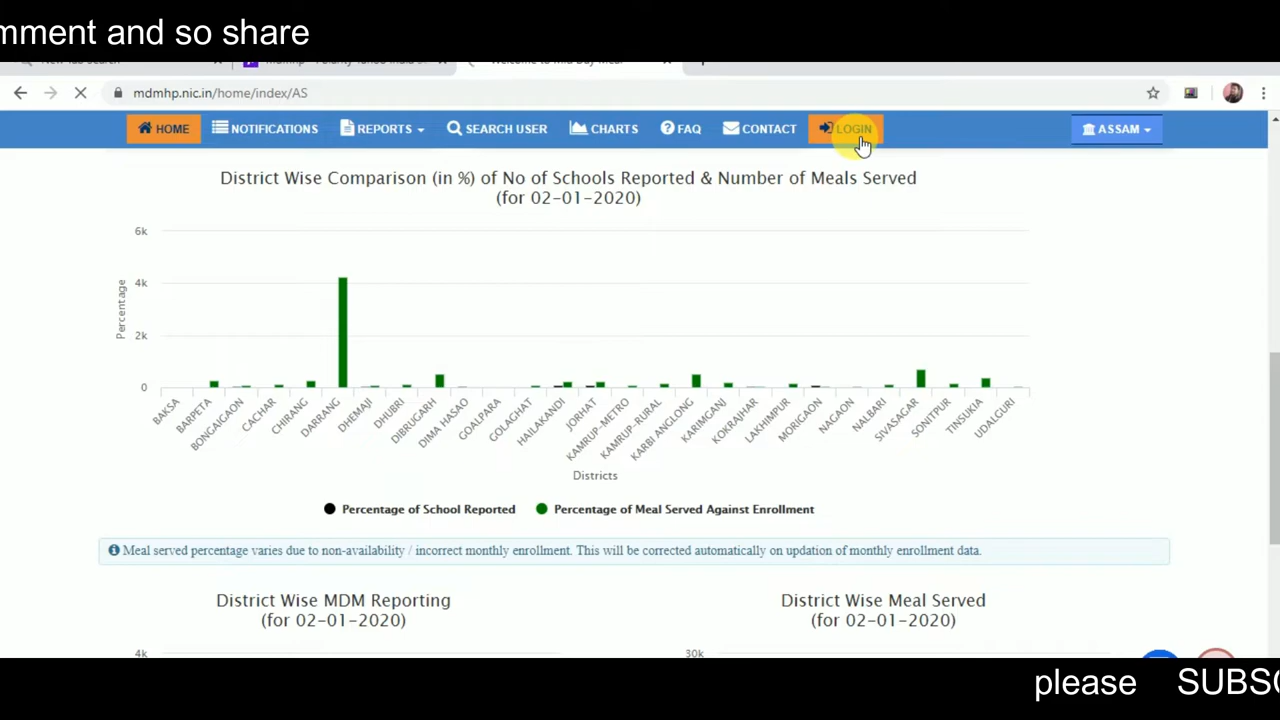 mment and so share
mdmhp.nic.in/home/index/AS
HOME NOTIFICATIONS REPORTS SEARCH USER CHARTS FAQ CONTACT LOGIN ASSAM
District Wise Comparison (in %) of No of Schools Reported & Number of Meals Served
(for 02-01-2020)
6k
4k
2k
0
Percentage
BAKSA
BARPETA
BONGAIGAON
CACHAR
CHIRANG
DARRANG
DHEMAJI
DHUBRI
DIBRUGARH
DIMA HASAO
GOALPARA
GOLAGHAT
HAILAKANDI
JORHAT
KAMRUP-METRO
KAMRUP-RURAL
KARBI ANGLONG
KARIMGANJ
KOKRAJHAR
LAKHIMPUR
MORIGAON
NAGAON
NALBARI
SIVASAGAR
SONITPUR
TINSUKIA
UDALGURI
Districts
Percentage of School Reported Percentage of Meal Served Against Enrollment
Meal served percentage varies due to non-availability / incorrect monthly enrollment. This will be corrected automatically on updation of monthly enrollment data.
District Wise MDM Reporting
(for 02-01-2020)
4k
District Wise Meal Served
(for 02-01-2020)
30k
please SUBSC